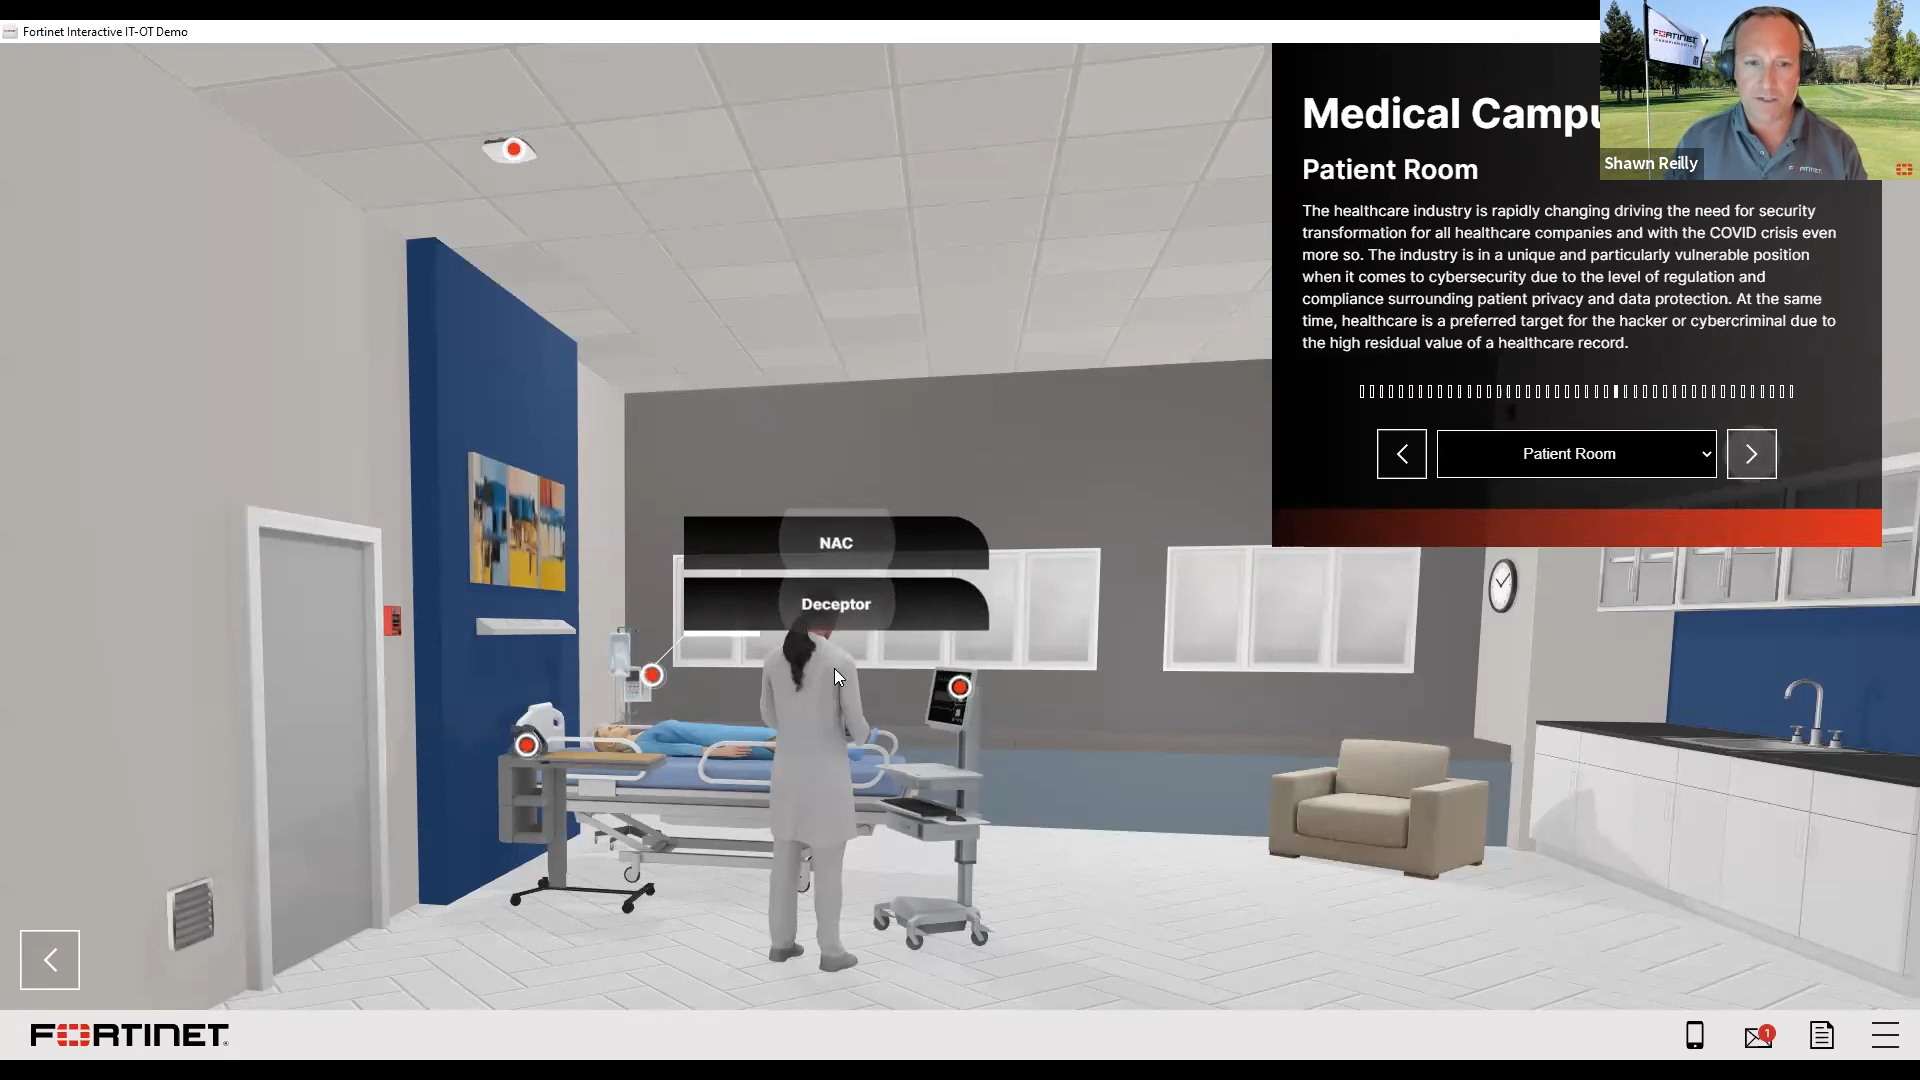 Fortinet Interactive IT-OT Demo
FORTINET
Medical Campu
Shawn Reilly
Patient Room
The healthcare industry is rapidly changing driving the need for security
transformation for all healthcare companies and with the COVID crisis even
more so. The industry is in a unique and particularly vulnerable position
when it comes to cybersecurity due to the level of regulation and
compliance surrounding patient privacy and data protection. At the same
time, healthcare is a preferred target for the hacker or cybercriminal due to
the high residual value of a healthcare record.
Patient Room
NAC
Deceptor
FORTINET
1